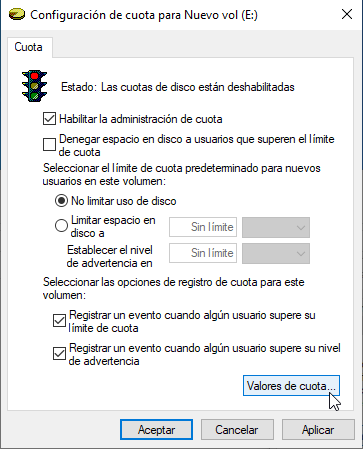 Configuración de cuota para Nuevo vol (E:)
Cuota
Estado: Las cuotas de disco están deshabilitadas
Habilitar la administración de cuota
Denegar espacio en disco a usuarios que superen el límite
de cuota
Seleccionar el límite de cuota predeterminado para nuevos
usuarios en este volumen:
No limitar uso de disco
Limitar espacio en
disco a
Sin límite
Establecer el nivel
de advertencia en
Sin límite
Seleccionar las opciones de registro de cuota para este
volumen:
Registrar un evento cuando algún usuario supere su
límite de cuota
Registrar un evento cuando algún usuario supere su nivel
de advertencia
Valores de cuota...
Aceptar
Cancelar
Aplicar